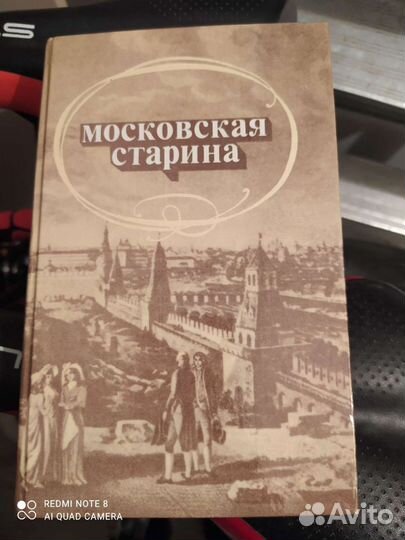 МОСКОВСКАЯ
СТАРИНА
REDMI NOTE 8
AI QUAD CAMERA
Avito